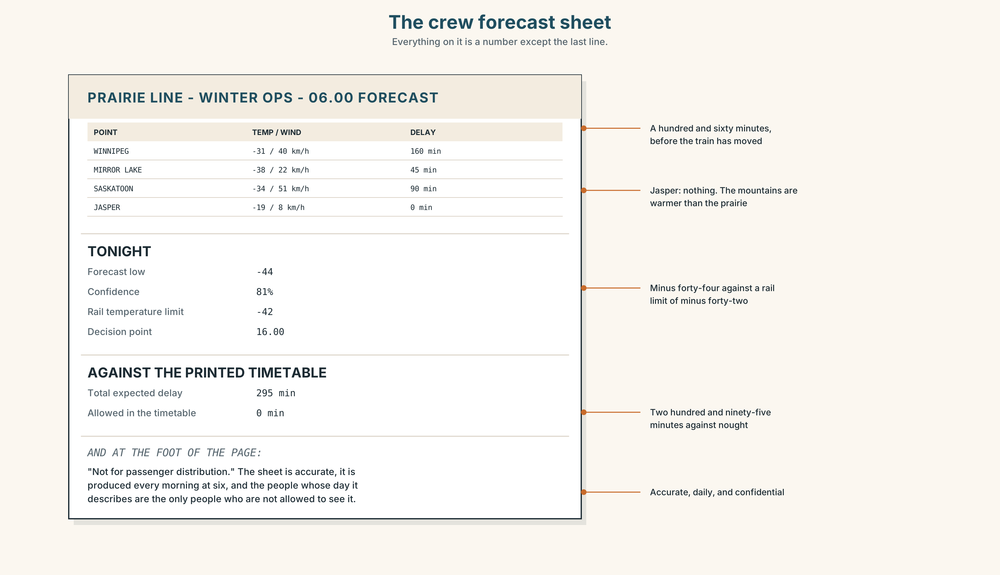 The crew forecast sheet
Everything on it is a number except the last line.
PRAIRIE LINE - WINTER OPS - 06.00 FORECAST
POINT TEMP / WIND DELAY
WINNIPEG -31 / 40 km/h 160 min
MIRROR LAKE -38 / 22 km/h 45 min
SASKATOON -34 / 51 km/h 90 min
JASPER -19 / 8 km/h 0 min
TONIGHT
Forecast low -44
Confidence 81%
Rail temperature limit -42
Decision point 16.00
AGAINST THE PRINTED TIMETABLE
Total expected delay 295 min
Allowed in the timetable 0 min
AND AT THE FOOT OF THE PAGE:
"Not for passenger distribution." The sheet is accurate, it is
produced every morning at six, and the people whose day it
describes are the only people who are not allowed to see it.
A hundred and sixty minutes,
before the train has moved
Jasper: nothing. The mountains are
warmer than the prairie
Minus forty-four against a rail
limit of minus forty-two
Two hundred and ninety-five
minutes against nought
Accurate, daily, and confidential